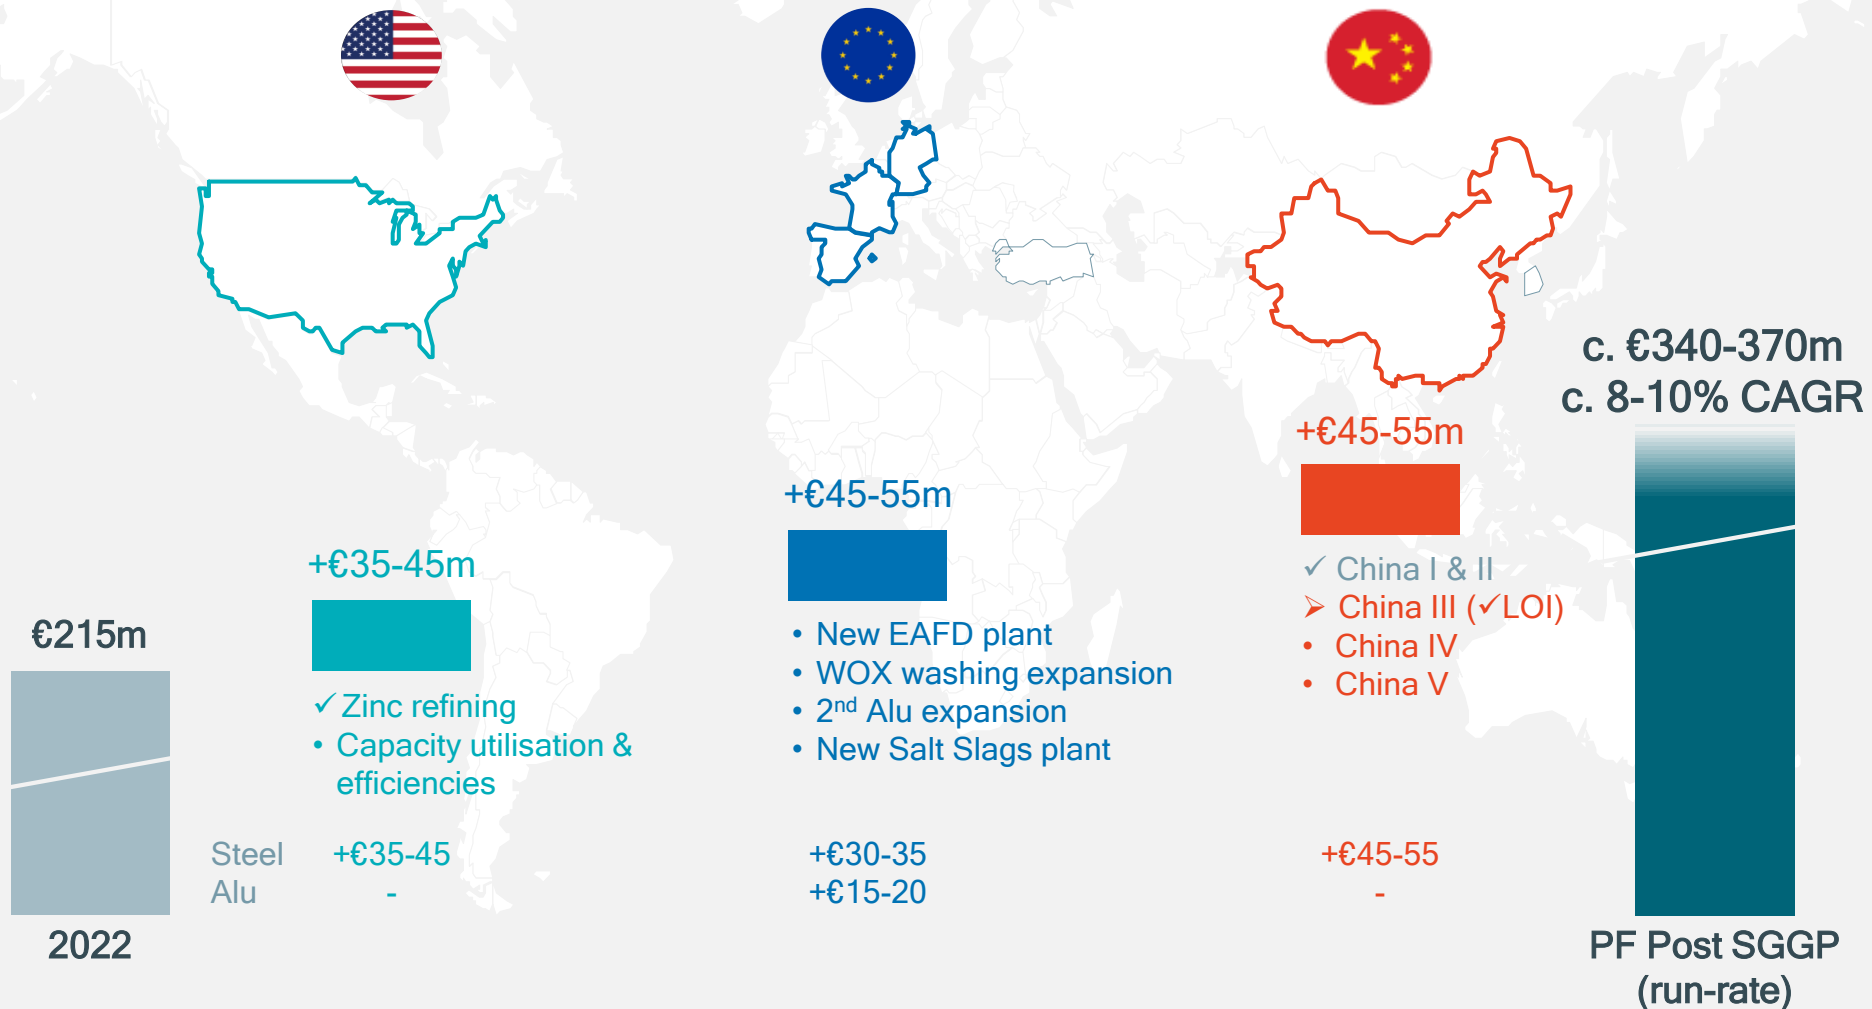 €215m
2022
+€35-45m
✓ Zinc refining
• Capacity utilisation &
efficiencies
+€45-55m
• New EAFD plant
• WOX washing expansion
• 2nd Alu expansion
• New Salt Slags plant
+€45-55m
✓ China I & II
➢ China III (✓LOI)
• China IV
• China V
Steel +€35-45 +€30-35 +€45-55
Alu - +€15-20 -
c. €340-370m
c. 8-10% CAGR
PF Post SGGP
(run-rate)